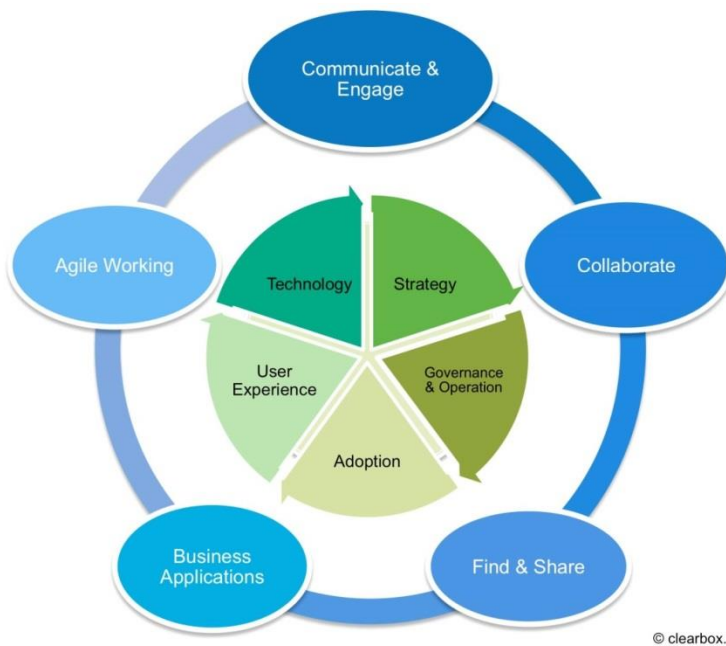 Communicate &
Engage
Agile Working
Collaborate
Technology
Strategy
User
Experience
Governance
& Operation
Adoption
Business
Applications
Find & Share
© clearbox.